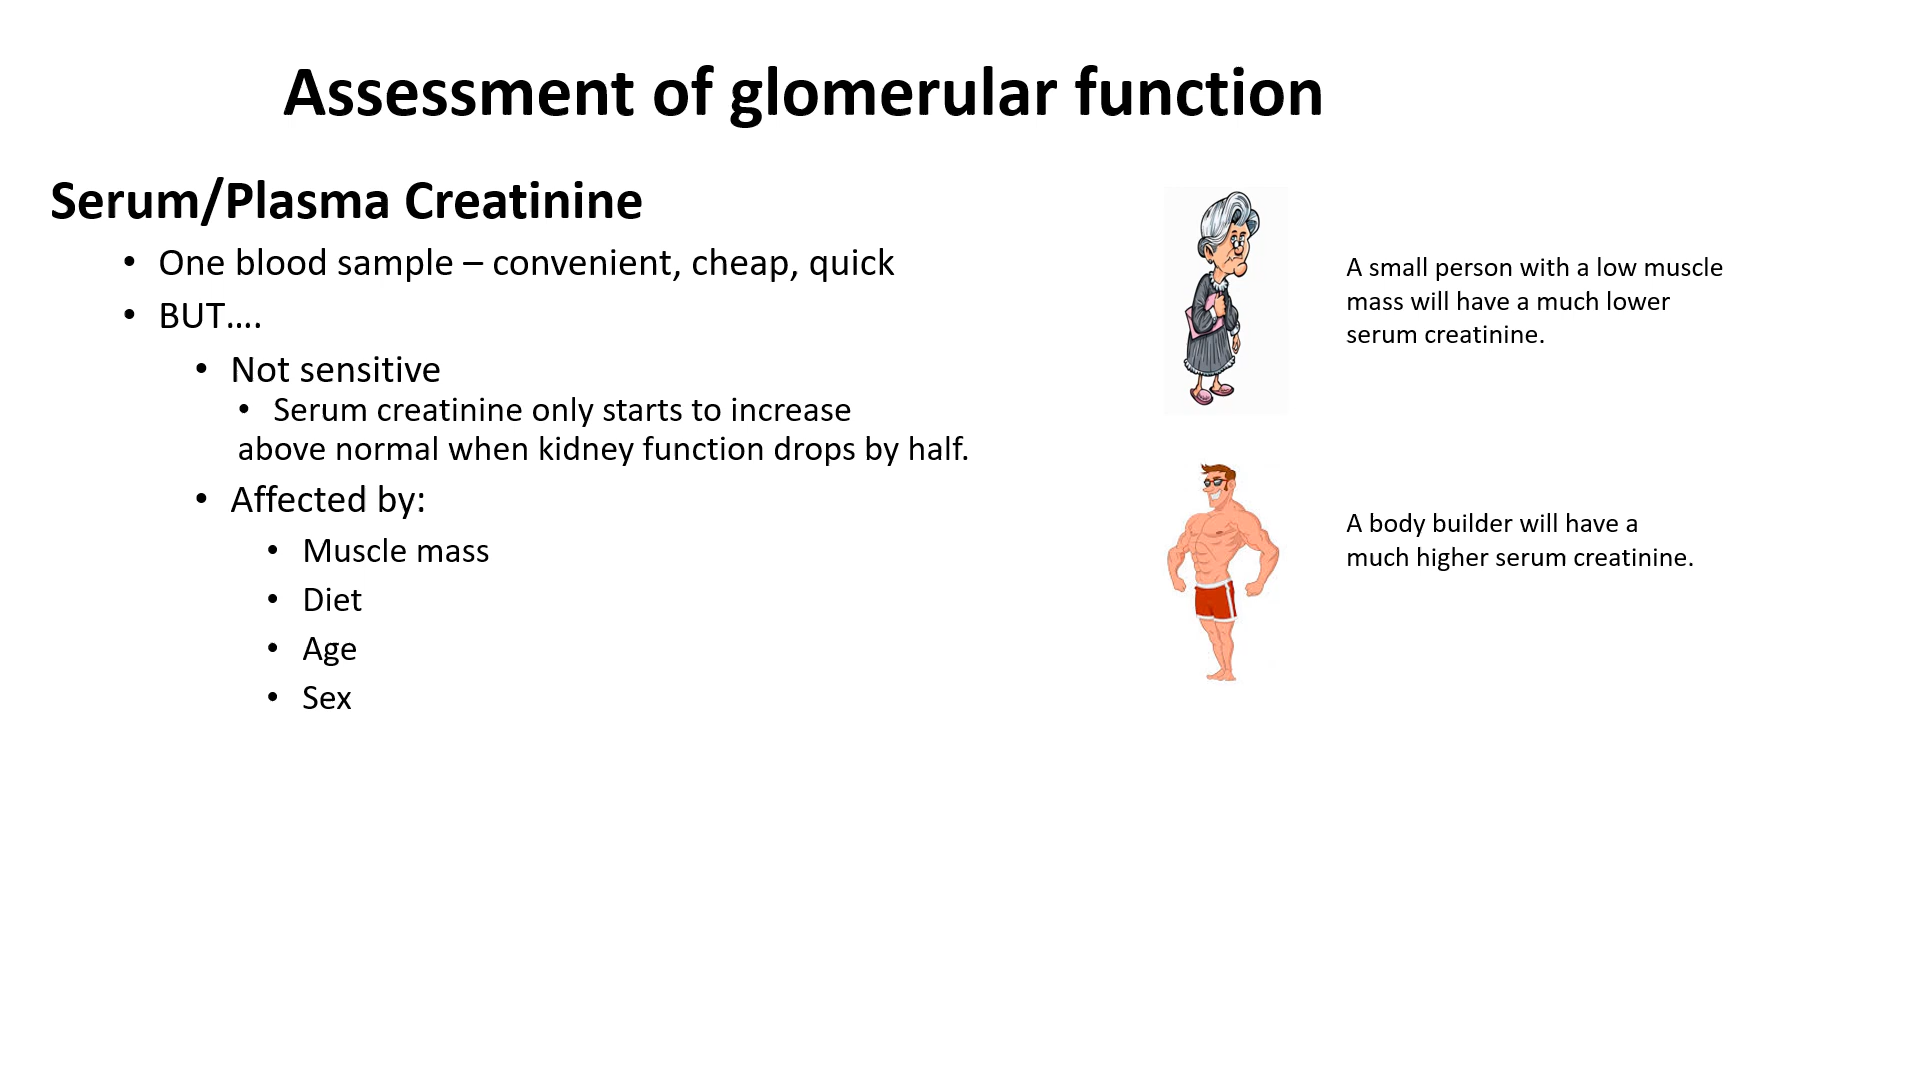 Assessment of glomerular function
Serum/Plasma Creatinine
• One blood sample – convenient, cheap, quick
• BUT....
• Not sensitive
• Serum creatinine only starts to increase
above normal when kidney function drops by half.
• Affected by:
• Muscle mass
• Diet
• Age
• Sex
A small person with a low muscle
mass will have a much lower
serum creatinine.
A body builder will have a
much higher serum creatinine.